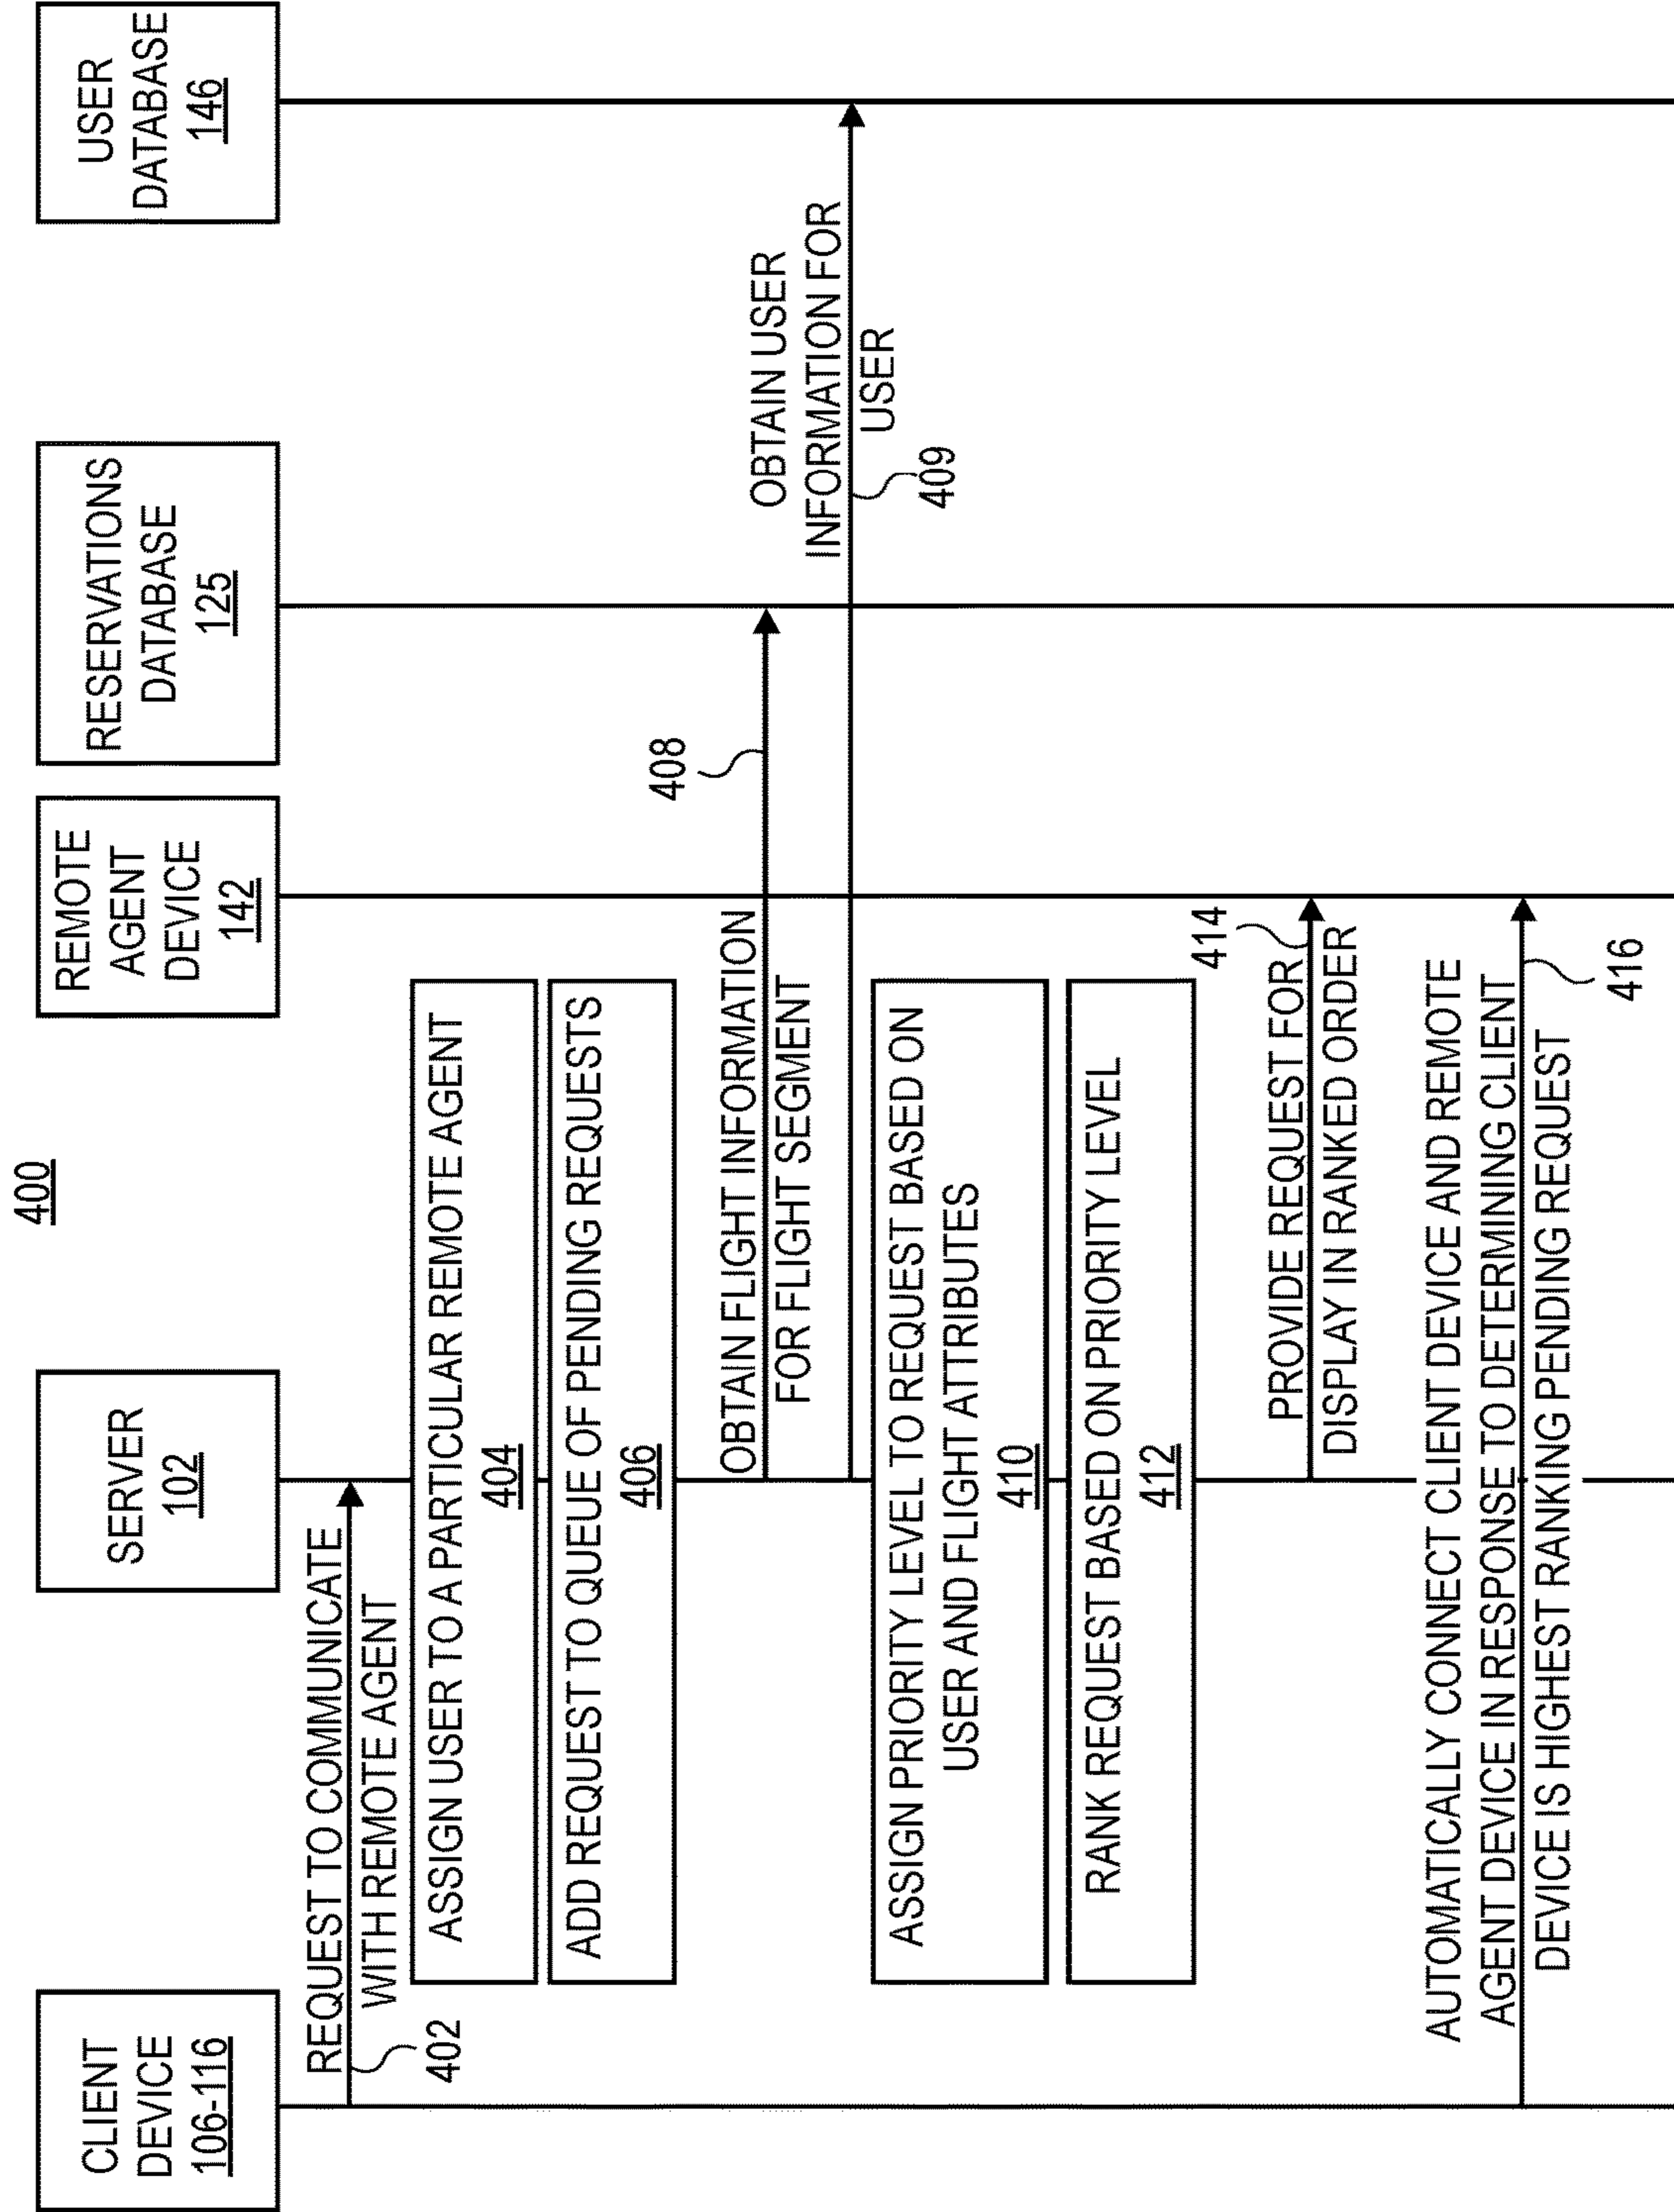 400
CLIENT
DEVICE
106-116
SERVER
102
REMOTE
AGENT
DEVICE
142
RESERVATIONS
DATABASE
125
USER
DATABASE
146
REQUEST TO COMMUNICATE
WITH REMOTE AGENT
402
ASSIGN USER TO A PARTICULAR REMOTE AGENT
404
ADD REQUEST TO QUEUE OF PENDING REQUESTS
406
OBTAIN FLIGHT INFORMATION
FOR FLIGHT SEGMENT
408
OBTAIN USER
INFORMATION FOR
USER
409
ASSIGN PRIORITY LEVEL TO REQUEST BASED ON
USER AND FLIGHT ATTRIBUTES
410
RANK REQUEST BASED ON PRIORITY LEVEL
412
PROVIDE REQUEST FOR
DISPLAY IN RANKED ORDER
414
AUTOMATICALLY CONNECT CLIENT DEVICE AND REMOTE
AGENT DEVICE IN RESPONSE TO DETERMINING CLIENT
DEVICE IS HIGHEST RANKING PENDING REQUEST
416